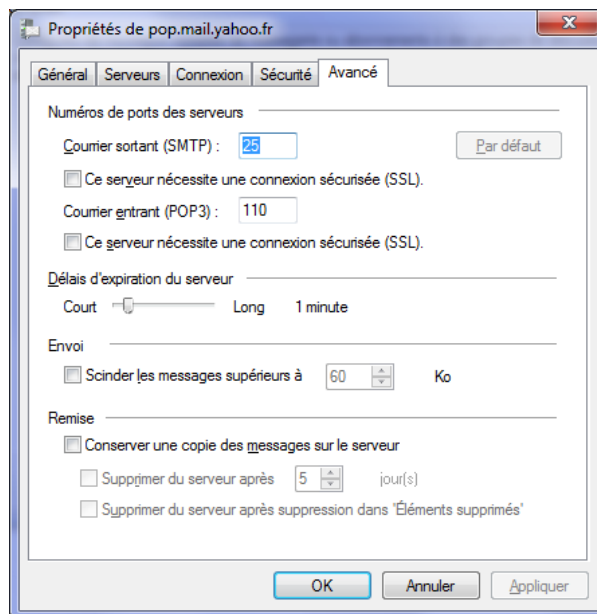 Propriétés de pop.mail.yahoo.fr
Général Serveurs Connexion Sécurité Avancé
Numéros de ports des serveurs
Courrier sortant (SMTP) : 25 Par défaut
Ce serveur nécessite une connexion sécurisée (SSL).
Courrier entrant (POP3) : 110
Ce serveur nécessite une connexion sécurisée (SSL).
Délais d'expiration du serveur
Court Long 1 minute
Envoi
Scinder les messages supérieurs à 60 Ko
Remise
Conserver une copie des messages sur le serveur
Supprimer du serveur après 5 jour(s)
Supprimer du serveur après suppression dans "Éléments supprimés"
OK Annuler Appliquer